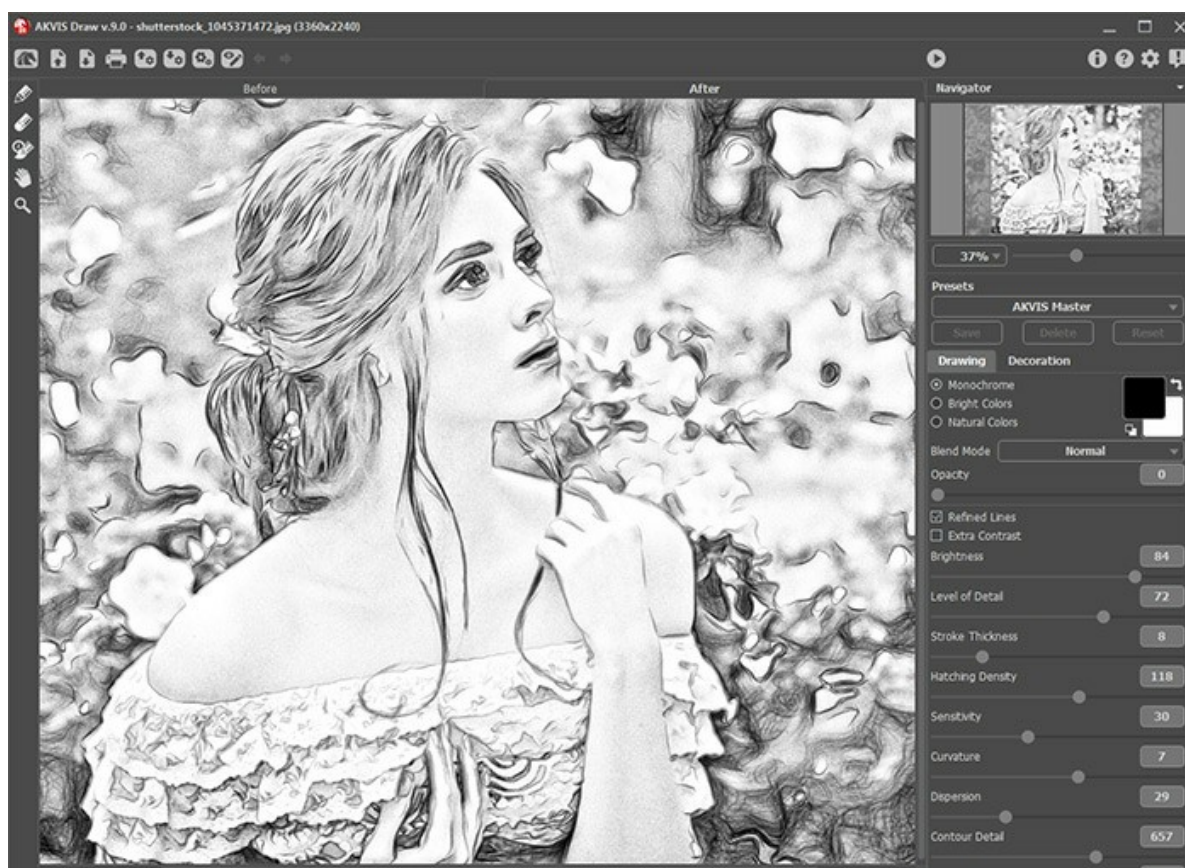 AKVIS Draw v.9.0 - shutterstock_1045371472.jpg (3360x2240)
Before
After
Navigator
37%
Presets
AKVIS Master
Save
Delete
Reset
Drawing
Decoration
Monochrome
Bright Colors
Natural Colors
Blend Mode
Normal
Opacity
0
Refined Lines
Extra Contrast
Brightness
84
Level of Detail
72
Stroke Thickness
8
Hatching Density
118
Sensitivity
30
Curvature
7
Dispersion
29
Contour Detail
657